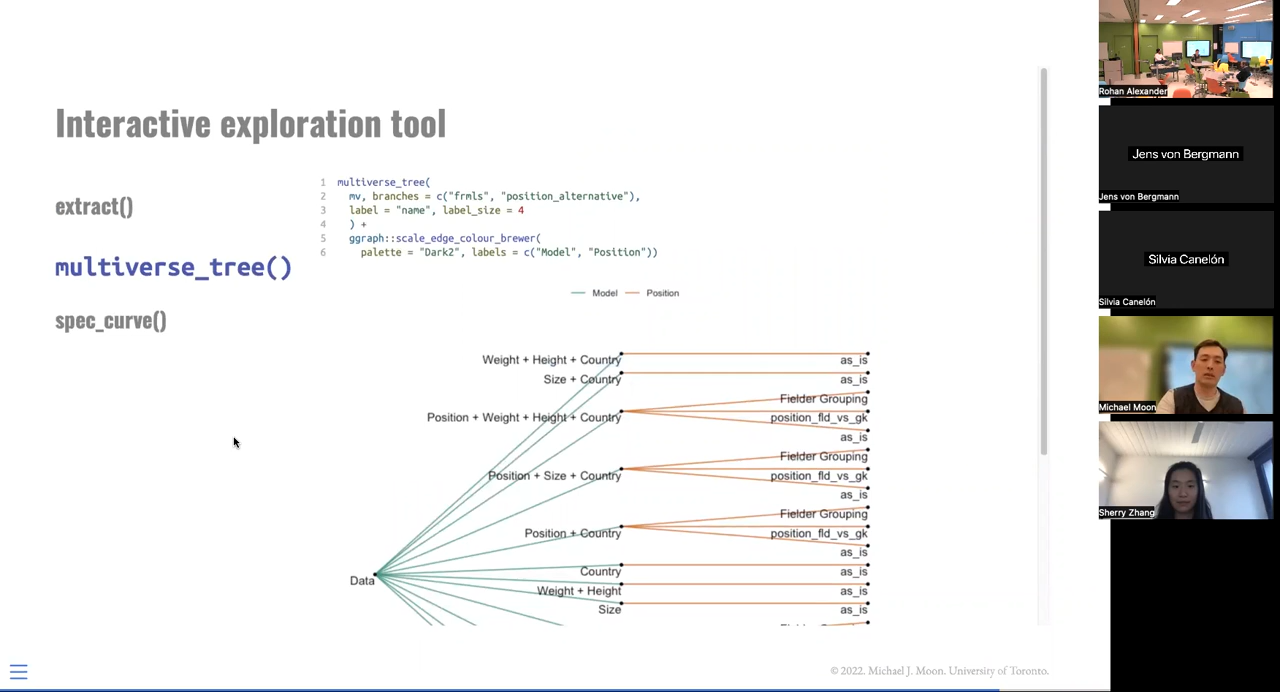 Interactive exploration tool
extract()
multiverse_tree()
spec_curve()
1 multiverse_tree(
2 mv, branches = c("frmls", "position_alternative"),
3 label = "name", label_size = 4
4 ) +
5 ggraph::scale_edge_colour_brewer(
6 palette = "Dark2", labels = c("Model", "Position"))
Model Position
Weight + Height + Country as_is
Size + Country as_is
Fielder Grouping
Position + Weight + Height + Country position_fld_vs_gk
as_is
Fielder Grouping
Position + Size + Country position_fld_vs_gk
as_is
Fielder Grouping
Position + Country position_fld_vs_gk
as_is
Country as_is
Data
Weight + Height as_is
Size as_is
© 2022. Michael J. Moon. University of Toronto.
Rohan Alexander
Jens von Bergmann
Jens von Bergmann
Silvia Canelón
Silvia Canelón
Michael Moon
Sherry Zhang